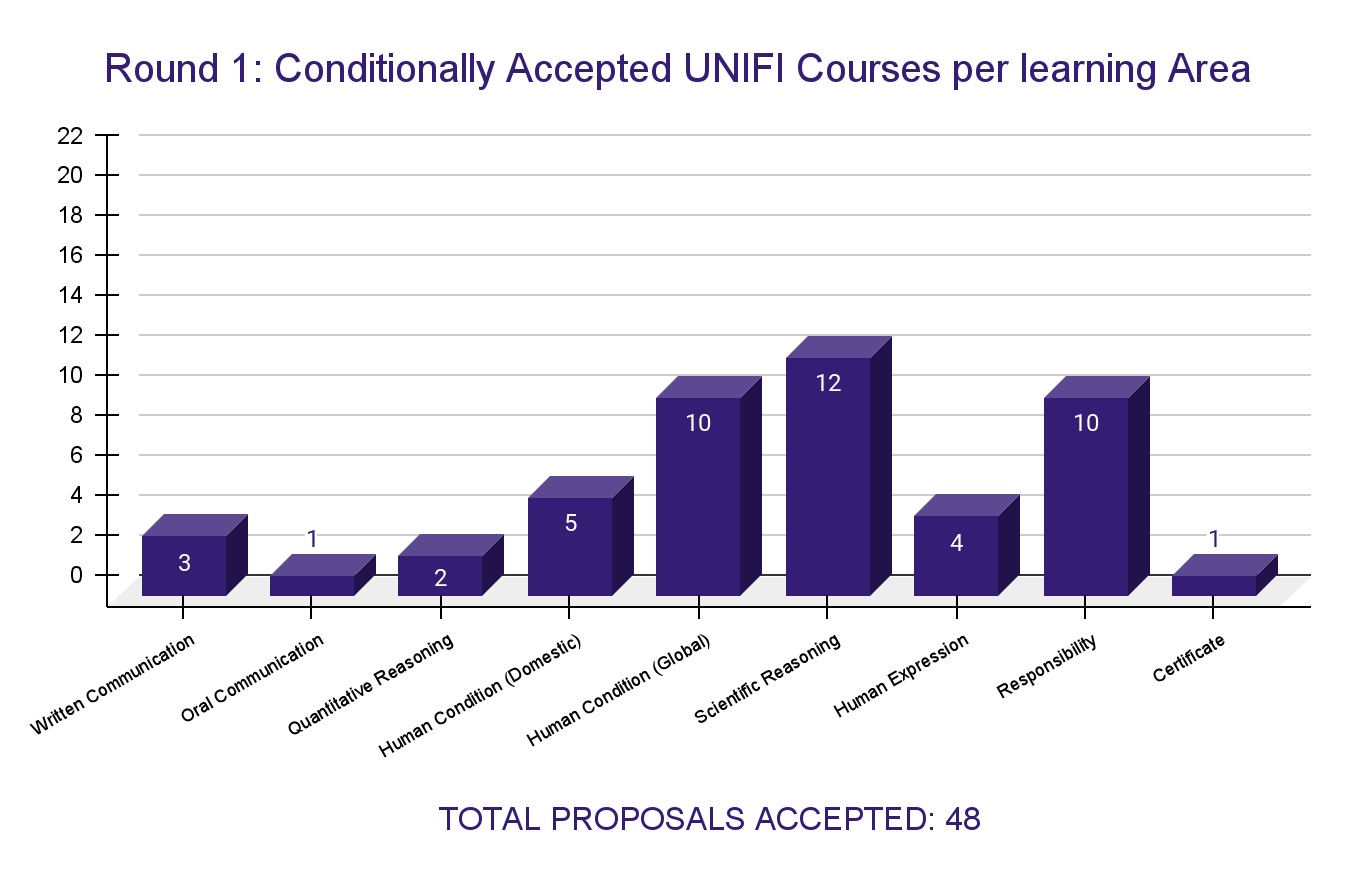 Round 1: Conditionally Accepted UNIFI Courses per learning Area
22
20
18
16
14
12
10
8
6
4
2
0
3
1
2
5
10
12
4
10
1
Written Communication
Oral Communication
Quantitative Reasoning
Human Condition (Domestic)
Human Condition (Global)
Scientific Reasoning
Human Expression
Responsibility
Certificate
TOTAL PROPOSALS ACCEPTED: 48